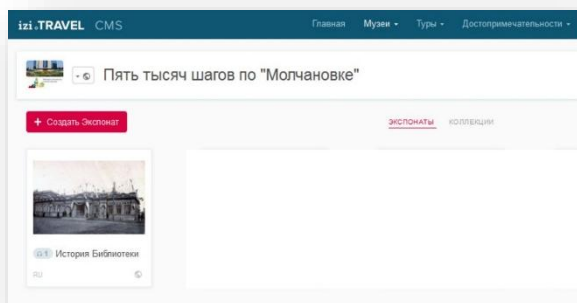 izi.TRAVEL CMS Главная Музеи Туры Достопримечательности
Пять тысяч шагов по "Молчановке"
+ Создать Экспонат ЭКСПОНАТЫ КОЛЛЕКЦИИ
1 История Библиотеки
RU